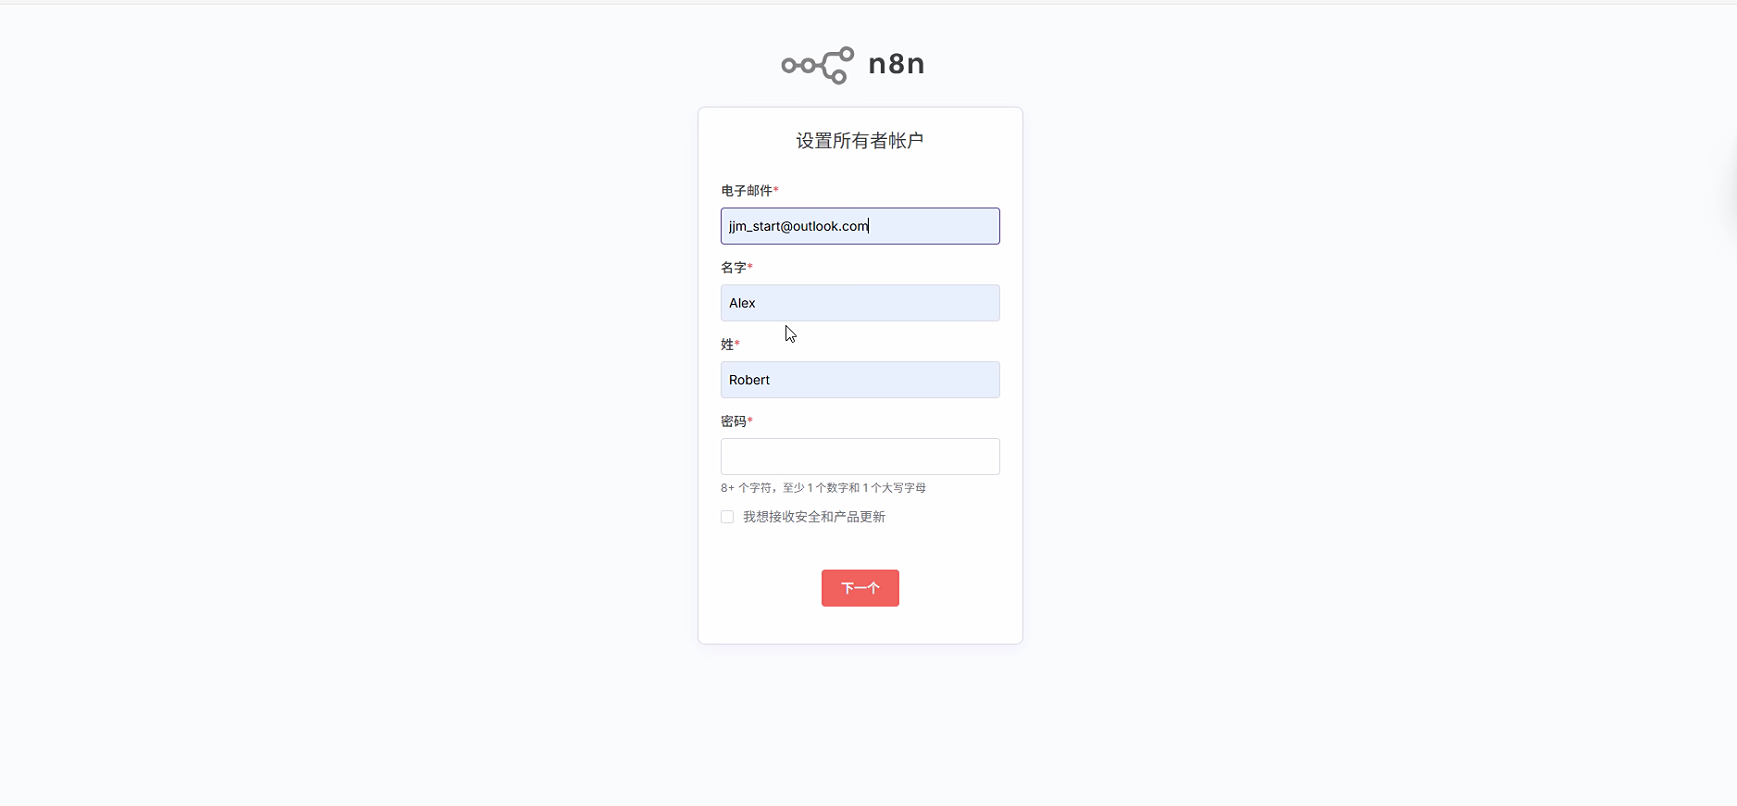 n8n
设置所有者帐户
电子邮件*
jjm_start@outlook.com
名字*
Alex
姓*
Robert
密码*
8+ 个字符，至少 1 个数字和 1 个大写字母
我想接收安全和产品更新
下一个